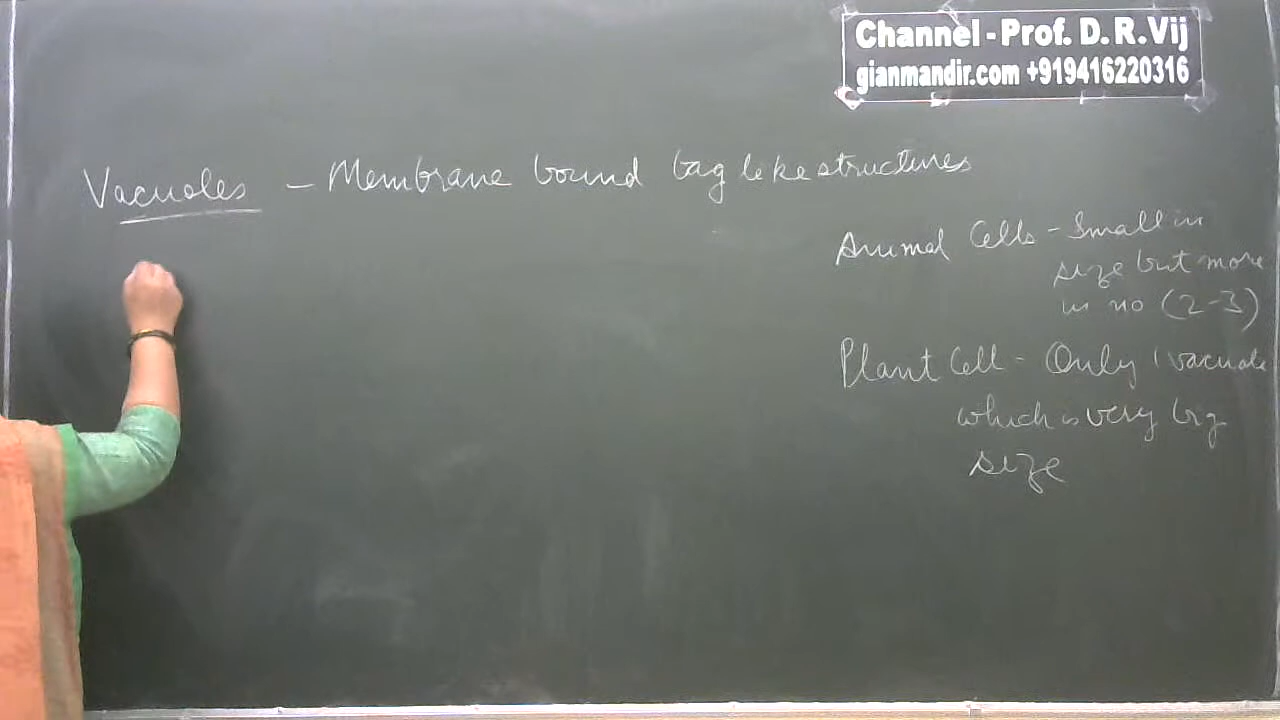 Channel - Prof. D. R. Vij
gianmandir.com +919416220316
Vacuoles - Membrane bound bag like structures
Animal Cells - Small in
size but more
in no (2-3)
Plant Cell - Only 1 vacuole
which is very big
size